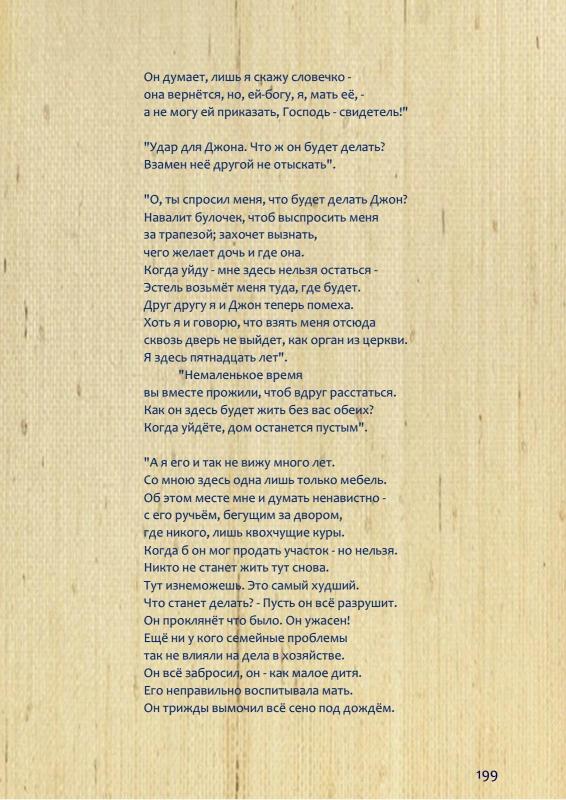 Он думает, лишь я скажу словечко -
она вернётся, но, ей-богу, я, мать её, -
а не могу ей приказать, Господь - свидетель!"
"Удар для Джона. Что ж он будет делать?
Взамен неё другой не отыскать".
"О, ты спросил меня, что будет делать Джон?
Навалит булочек, чтоб выспросить меня
за трапезой; захочет вызнать,
чего желает дочь и где она.
Когда уйду - мне здесь нельзя остаться -
Эстель возьмёт меня туда, где будет.
Друг другу я и Джон теперь помеха.
Хоть я и говорю, что взять меня отсюда
сквозь дверь не выйдет, как орган из церкви.
Я здесь пятнадцать лет".
"Немаленькое время
вы вместе прожили, чтоб вдруг расстаться.
Как он здесь будет жить без вас обеих?
Когда уйдёте, дом останется пустым".
"А я его и так не вижу много лет.
Со мною здесь одна лишь только мебель.
Об этом месте мне и думать ненавистно -
с его ручьём, бегущим за двором,
где никого, лишь квохчущие куры.
Когда б он мог продать участок - но нельзя.
Никто не станет жить тут снова.
Тут изнеможешь. Это самый худший.
Что станет делать? - Пусть он всё разрушит.
Он проклянёт что было. Он ужасен!
Ещё ни у кого семейные проблемы
так не влияли на дела в хозяйстве.
Он всё забросил, он - как малое дитя.
Его неправильно воспитывала мать.
Он трижды вымочил всё сено под дождём.
199